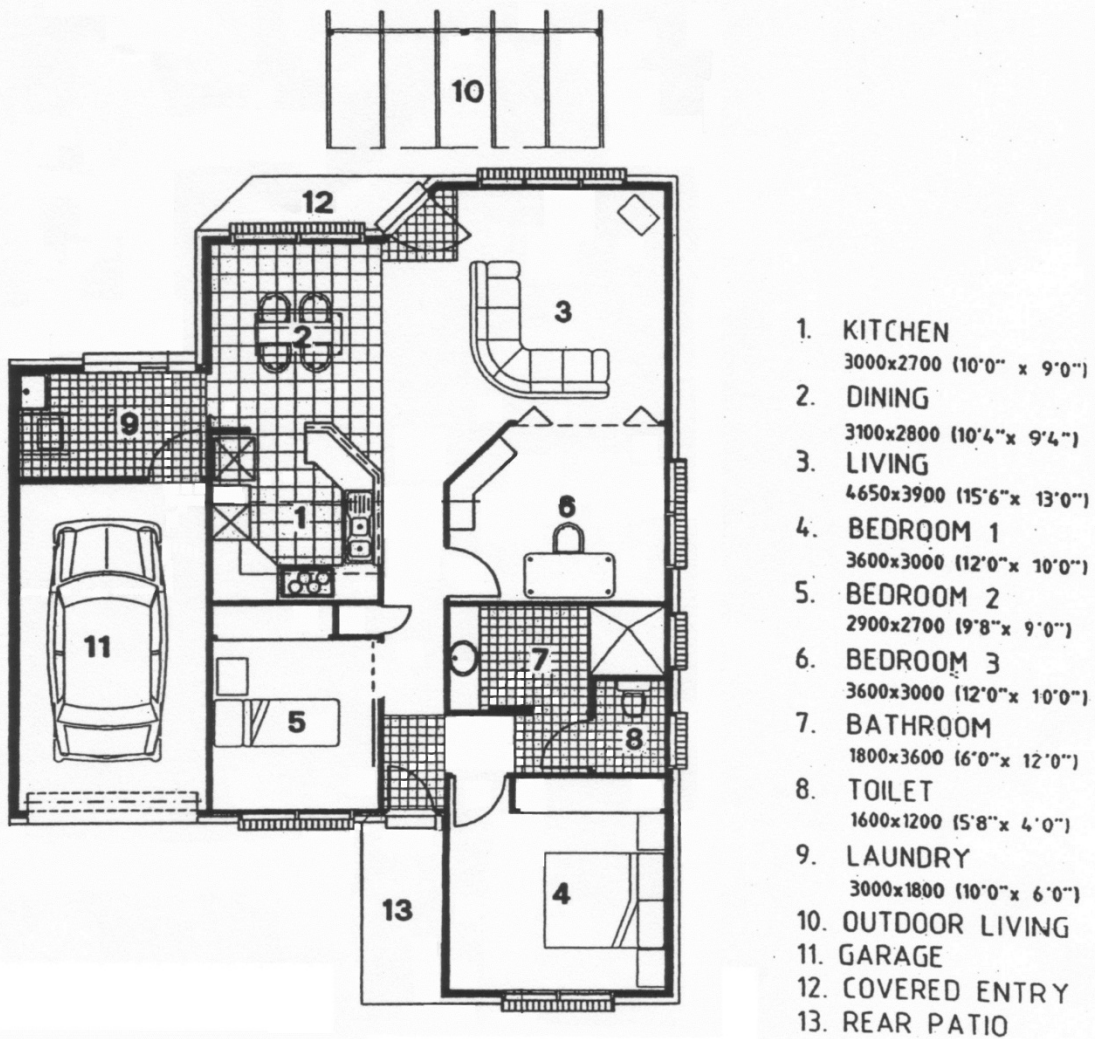 10
12
3
2
9
1
6
11
7
5
8
4
13
1. KITCHEN
3000x2700 (10'0" x 9'0")
2. DINING
3100x2800 (10'4"x 9'4")
3. LIVING
4650x3900 (15'6"x 13'0")
4. BEDROOM 1
3600x3000 (12'0"x 10'0")
5. BEDROOM 2
2900x2700 (9'8"x 9'0")
6. BEDROOM 3
3600x3000 (12'0"x 10'0")
7. BATHROOM
1800x3600 (6'0"x 12'0")
8. TOILET
1600x1200 (5'8"x 4'0")
9. LAUNDRY
3000x1800 (10'0"x 6'0")
10. OUTDOOR LIVING
11. GARAGE
12. COVERED ENTRY
13. REAR PATIO